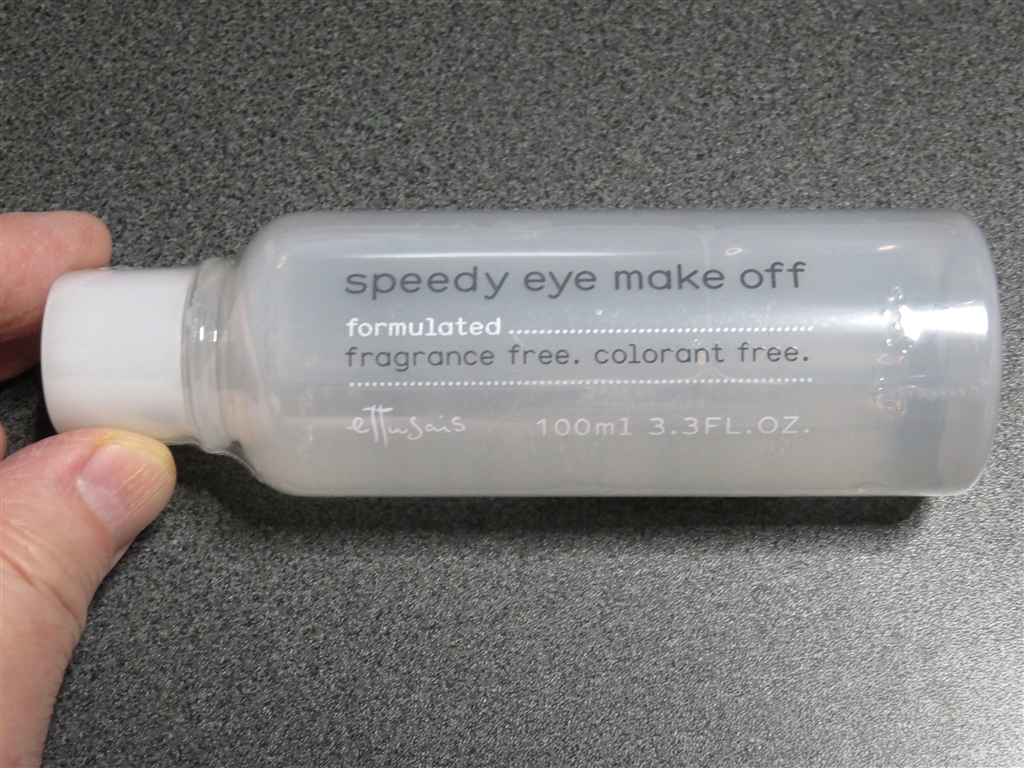 speedy eye make off
formulated
fragrance free. colorant free.
ettusais 100ml 3.3FL.OZ.